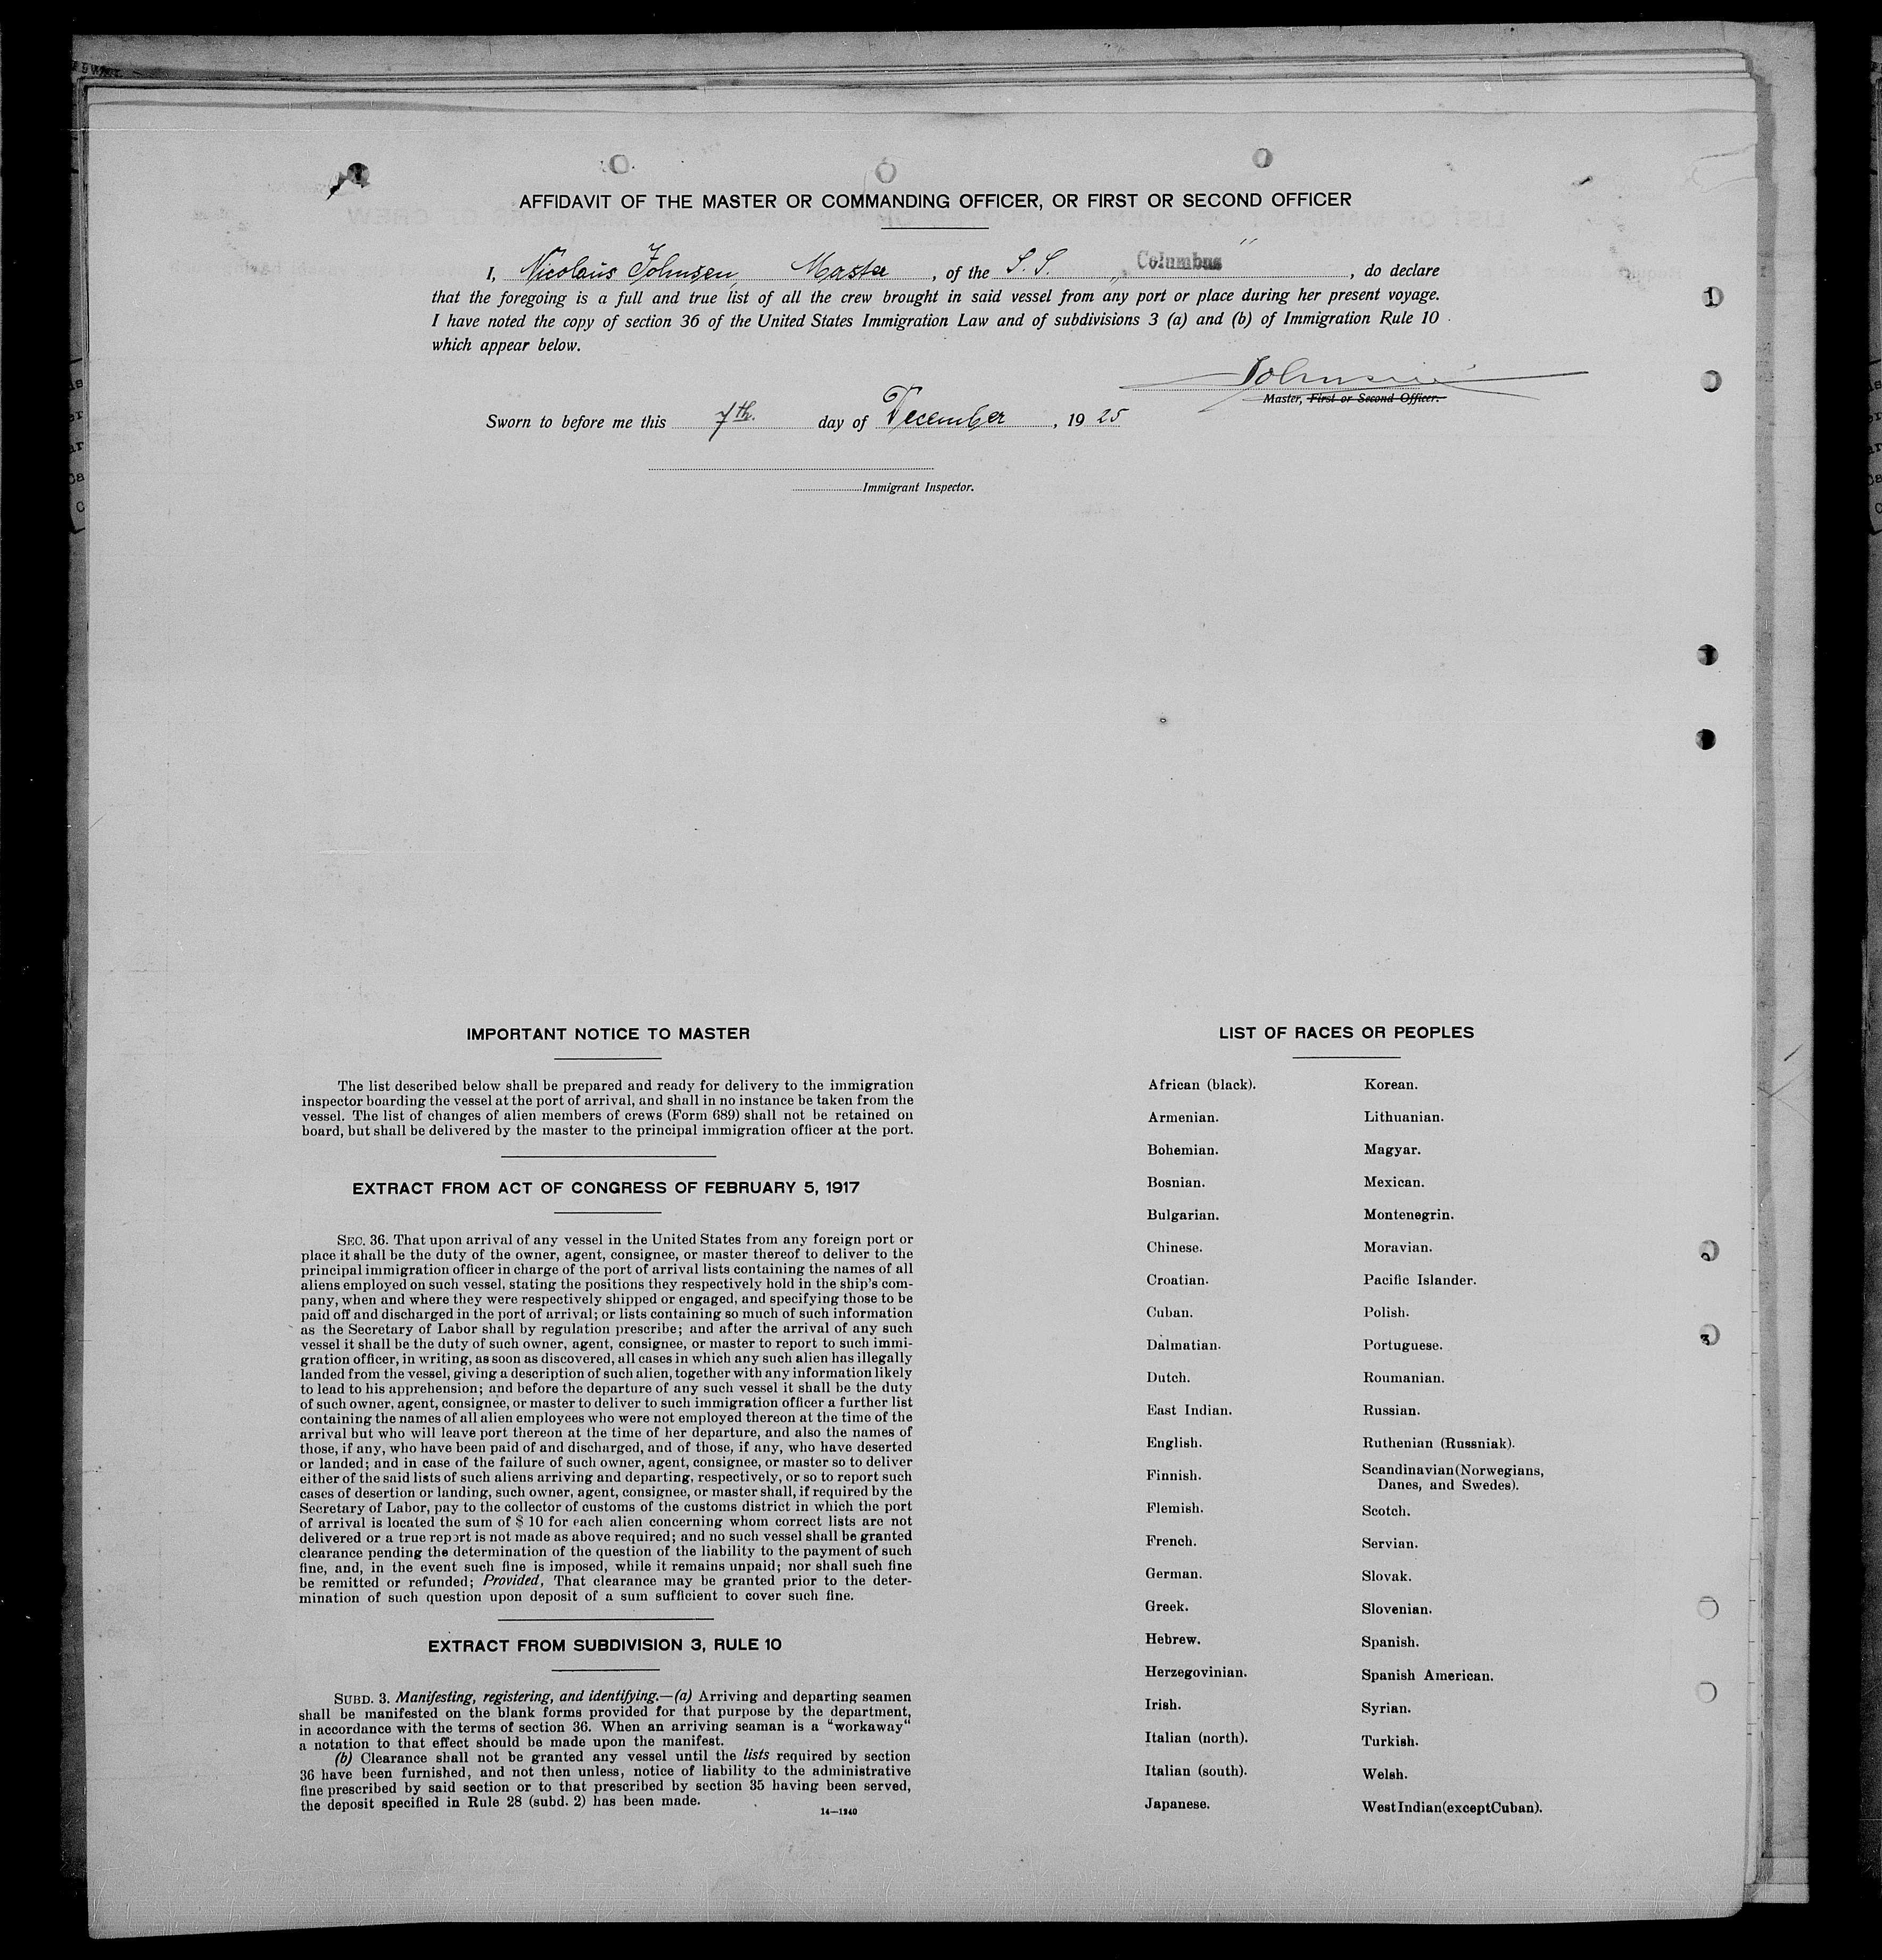 AFFIDAVIT OF THE MASTER OR COMMANDING OFFICER, OR FIRST OR SECOND OFFICER
I, Nicolaus Johnsen, Master, of the S.S. „Columbus", do declare
that the foregoing is a full and true list of all the crew brought in said vessel from any port or place during her present voyage.
I have noted the copy of section 36 of the United States Immigration Law and of subdivisions 3 (a) and (b) of Immigration Rule 10
which appear below.
Johnsen
Master, First or Second Officer.
Sworn to before me this 7th. day of December, 1925
Immigrant Inspector.
IMPORTANT NOTICE TO MASTER
The list described below shall be prepared and ready for delivery to the immigration
inspector boarding the vessel at the port of arrival, and shall in no instance be taken from the
vessel. The list of changes of alien members of crews (Form 689) shall not be retained on
board, but shall be delivered by the master to the principal immigration officer at the port.
EXTRACT FROM ACT OF CONGRESS OF FEBRUARY 5, 1917
SEC. 36. That upon arrival of any vessel in the United States from any foreign port or
place it shall be the duty of the owner, agent, consignee, or master thereof to deliver to the
principal immigration officer in charge of the port of arrival lists containing the names of all
aliens employed on such vessel, stating the positions they respectively hold in the ship's com-
pany, when and where they were respectively shipped or engaged, and specifying those to be
paid off and discharged in the port of arrival; or lists containing so much of such information
as the Secretary of Labor shall by regulation prescribe; and after the arrival of any such
vessel it shall be the duty of such owner, agent, consignee, or master to report to such immi-
gration officer, in writing, as soon as discovered, all cases in which any such alien has illegally
landed from the vessel, giving a description of such alien, together with any information likely
to lead to his apprehension; and before the departure of any such vessel it shall be the duty
of such owner, agent, consignee, or master to deliver to such immigration officer a further list
containing the names of all alien employees who were not employed thereon at the time of the
arrival but who will leave port thereon at the time of her departure, and also the names of
those, if any, who have been paid of and discharged, and of those, if any, who have deserted
or landed; and in case of the failure of such owner, agent, consignee, or master so to deliver
either of the said lists of such aliens arriving and departing, respectively, or so to report such
cases of desertion or landing, such owner, agent, consignee, or master shall, if required by the
Secretary of Labor, pay to the collector of customs of the customs district in which the port
of arrival is located the sum of $ 10 for each alien concerning whom correct lists are not
delivered or a true report is not made as above required; and no such vessel shall be granted
clearance pending the determination of the question of the liability to the payment of such
fine, and, in the event such fine is imposed, while it remains unpaid; nor shall such fine
be remitted or refunded; Provided, That clearance may be granted prior to the deter-
mination of such question upon deposit of a sum sufficient to cover such fine.
EXTRACT FROM SUBDIVISION 3, RULE 10
SUBD. 3. Manifesting, registering, and identifying.—(a) Arriving and departing seamen
shall be manifested on the blank forms provided for that purpose by the department,
in accordance with the terms of section 36. When an arriving seaman is a "workaway"
a notation to that effect should be made upon the manifest.
(b) Clearance shall not be granted any vessel until the lists required by section
36 have been furnished, and not then unless, notice of liability to the administrative
fine prescribed by said section or to that prescribed by section 35 having been served,
the deposit specified in Rule 28 (subd. 2) has been made.
14—1240
LIST OF RACES OR PEOPLES
African (black).
Armenian.
Bohemian.
Bosnian.
Bulgarian.
Chinese.
Croatian.
Cuban.
Dalmatian.
Dutch.
East Indian.
English.
Finnish.
Flemish.
French.
German.
Greek.
Hebrew.
Herzegovinian.
Irish.
Italian (north).
Italian (south).
Japanese.
Korean.
Lithuanian.
Magyar.
Mexican.
Montenegrin.
Moravian.
Pacific Islander.
Polish.
Portuguese.
Roumanian.
Russian.
Ruthenian (Russniak).
Scandinavian (Norwegians,
Danes, and Swedes).
Scotch.
Servian.
Slovak.
Slovenian.
Spanish.
Spanish American.
Syrian.
Turkish.
Welsh.
West Indian (except Cuban).